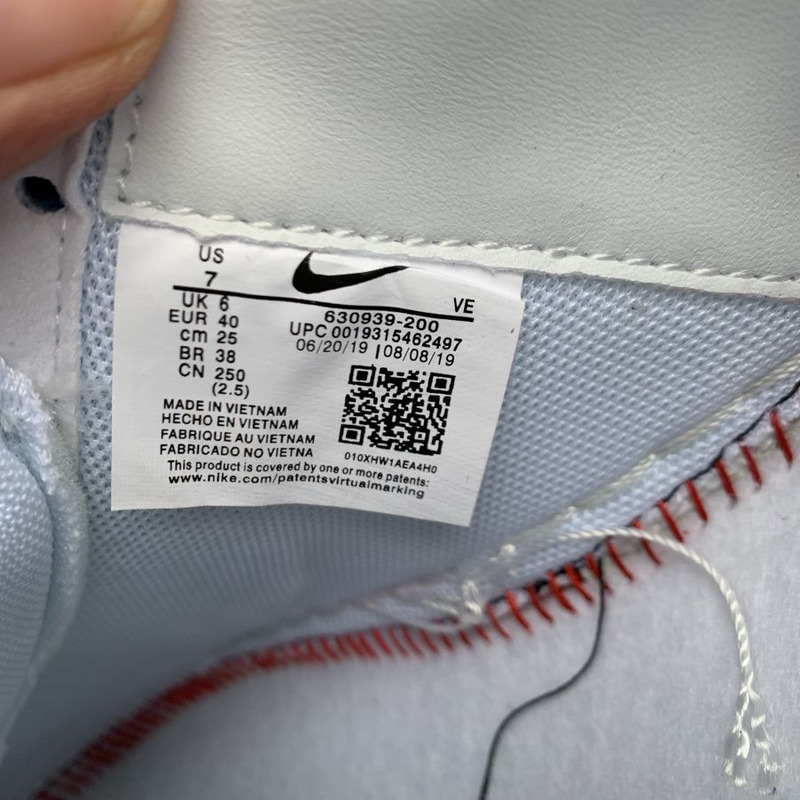 US
7
UK 6
EUR 40
cm 25
BR 38
CN 250
(2.5)
VE
630939-200
UPC 0019315462497
06/20/19 | 08/08/19
010XHW1AEA4H0
MADE IN VIETNAM
HECHO EN VIETNAM
FABRIQUE AU VIETNAM
FABRICADO NO VIETNA
This product is covered by one or more patents:
www.nike.com/patentsvirtualmarking